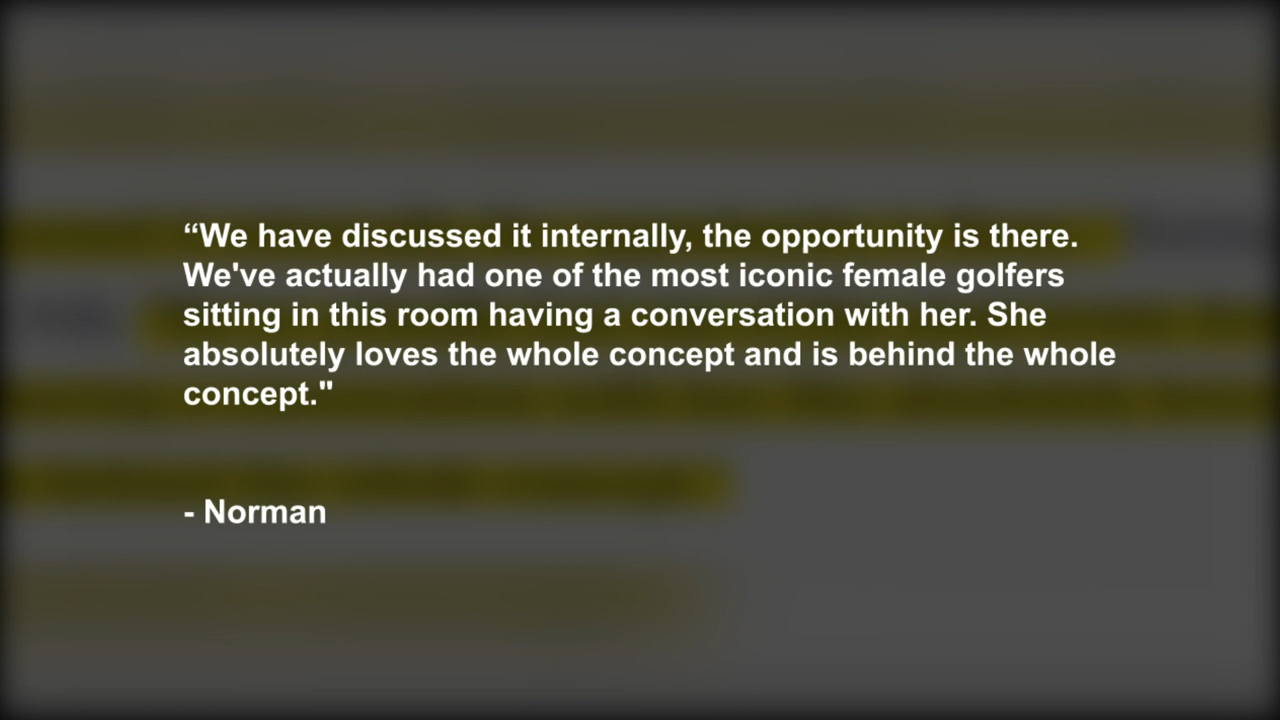 “We have discussed it internally, the opportunity is there.
We've actually had one of the most iconic female golfers
sitting in this room having a conversation with her. She
absolutely loves the whole concept and is behind the whole
concept."
- Norman